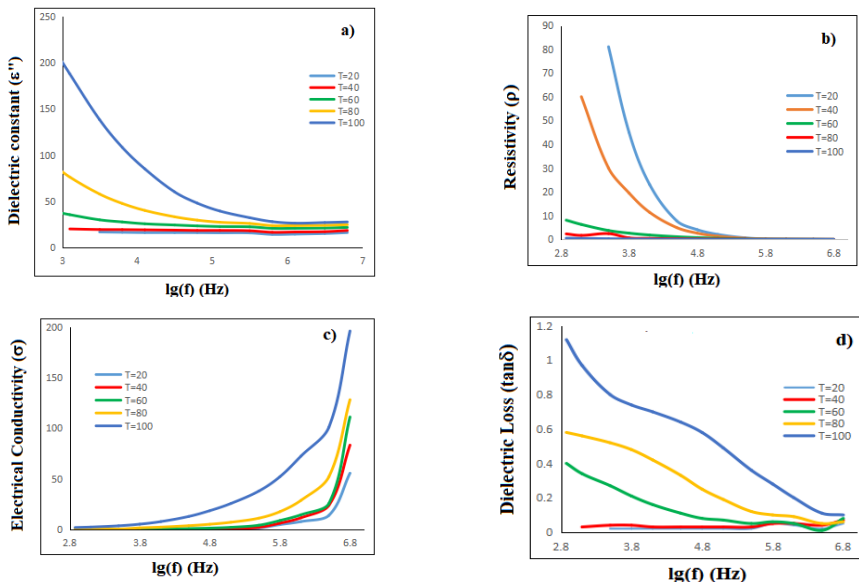 a)
Dielectric constant (ε'')
250
200
150
100
50
0
3 4 5 6 7
lg(f) (Hz)
T=20
T=40
T=60
T=80
T=100
b)
Resistivity (ρ)
90
80
70
60
50
40
30
20
10
0
2.8 3.8 4.8 5.8 6.8
lg(f) (Hz)
T=20
T=40
T=60
T=80
T=100
c)
Electrical Conductivity (σ)
200
150
100
50
0
2.8 3.8 4.8 5.8 6.8
lg(f) (Hz)
T=20
T=40
T=60
T=80
T=100
d)
Dielectric Loss (tanδ)
1.2
1
0.8
0.6
0.4
0.2
0
2.8 3.8 4.8 5.8 6.8
lg(f) (Hz)
T=20
T=40
T=60
T=80
T=100